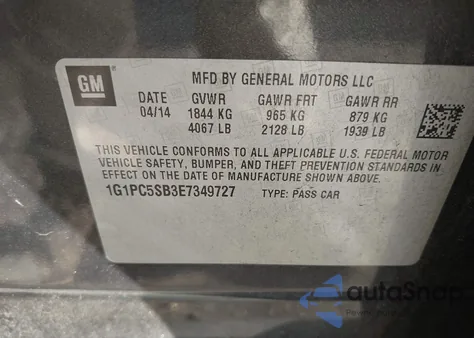 GM
MFD BY GENERAL MOTORS LLC
DATE GVWR GAWR FRT GAWR RR
04/14 1844 KG 965 KG 879 KG
4067 LB 2128 LB 1939 LB
THIS VEHICLE CONFORMS TO ALL APPLICABLE U.S. FEDERAL MOTOR
VEHICLE SAFETY, BUMPER, AND THEFT PREVENTION STANDARDS IN
EFFECT ON THE DATE OF MANUFACTURE SHOWN ABOVE.
1G1PC5SB3E7349727 TYPE: PASS CAR
autoSnap